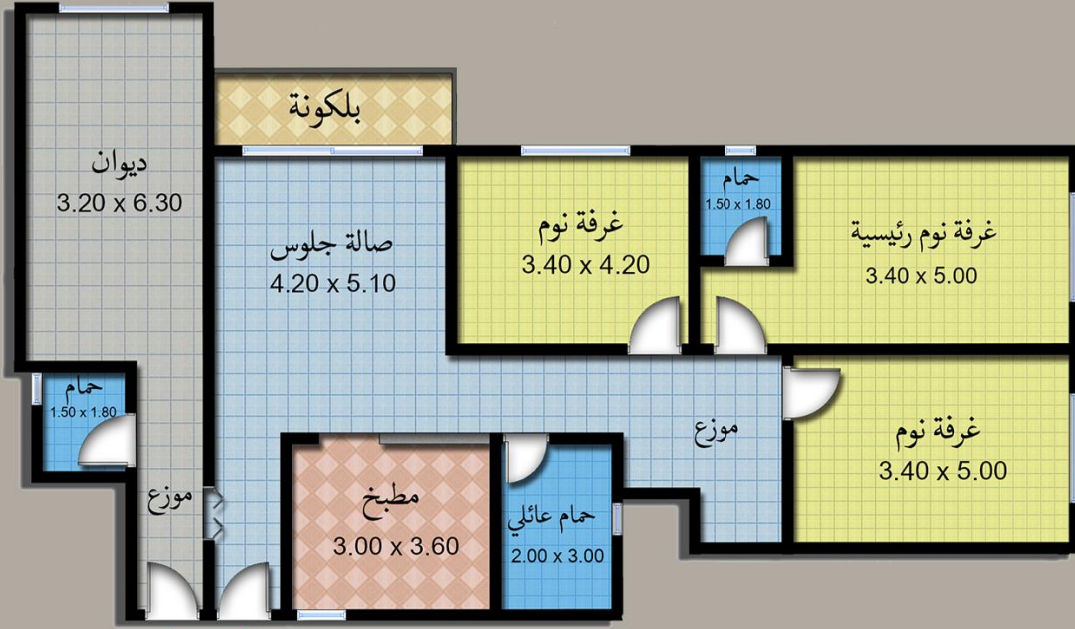 بلكونة
ديوان
3.20 x 6.30
صالة جلوس
4.20 x 5.10
غرفة نوم
3.40 x 4.20
حمام
1.50 x 1.80
غرفة نوم رئيسية
3.40 x 5.00
حمام
1.50 x 1.80
موزع
موزع
غرفة نوم
3.40 x 5.00
مطبخ
3.00 x 3.60
حمام عائلي
2.00 x 3.00